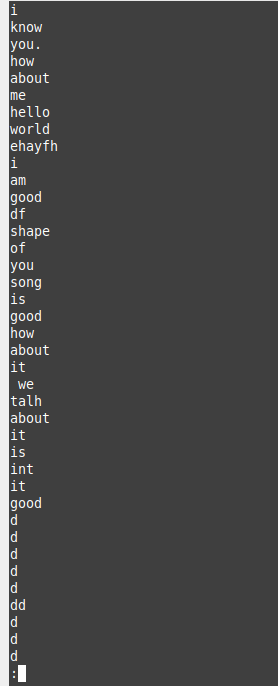 i
know
you.
how
about
me
hello
world
ehayfh
i
am
good
df
shape
of
you
song
is
good
how
about
it
 we
talh
about
it
is
int
it
good
d
d
d
d
d
dd
d
d
d
: